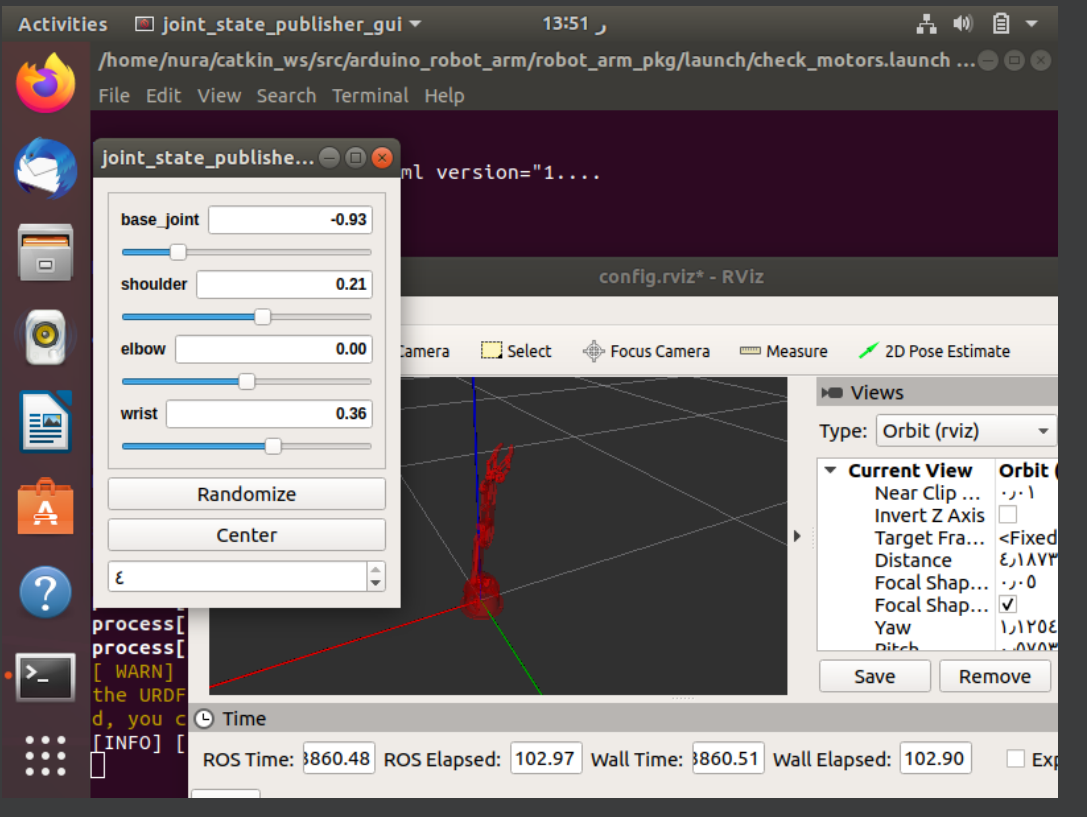 Activities joint_state_publisher_gui 13:51 ر
/home/nura/catkin_ws/src/arduino_robot_arm/robot_arm_pkg/launch/check_motors.launch ...
File Edit View Search Terminal Help
joint_state_publishe...
ml version="1....
base_joint -0.93
shoulder 0.21
elbow 0.00
wrist 0.36
Randomize
Center
٤
config.rviz* - RViz
Camera Select Focus Camera Measure 2D Pose Estimate
Views
Type: Orbit (rviz)
Current View Orbit (
Near Clip ... ٠٫٠١
Invert Z Axis
Target Fra... <Fixed
Distance ٤٫١٨٧٣
Focal Shap... ٠٫٠٥
Focal Shap...
Yaw ١٫١٢٥٤
Pitch
Save Remove
process[
process[
[ WARN]
the URDF
d, you c
[INFO] [
Time
ROS Time: 3860.48 ROS Elapsed: 102.97 Wall Time: 3860.51 Wall Elapsed: 102.90 Exp